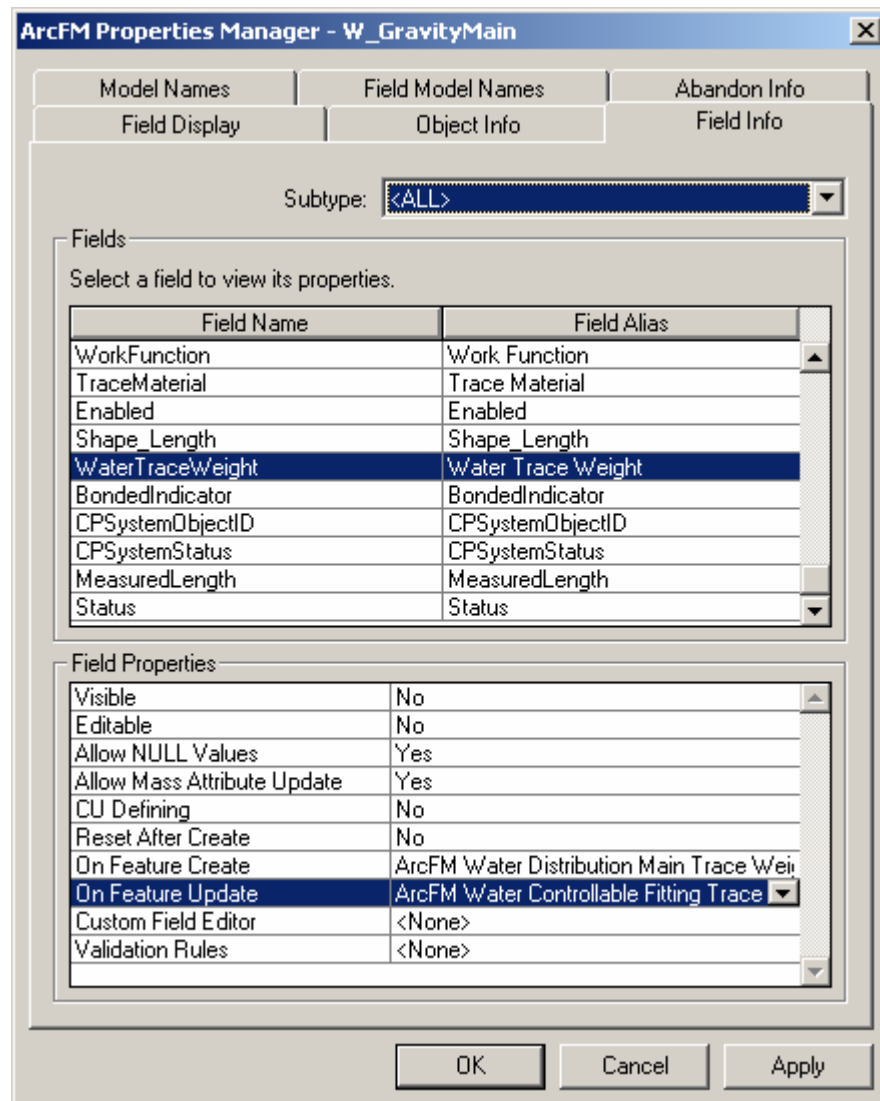 ArcFM Properties Manager - W_GravityMain
Model Names Field Model Names Abandon Info
Field Display Object Info Field Info
Subtype: <ALL>
Fields
Select a field to view its properties.
Field Name Field Alias
WorkFunction Work Function
TraceMaterial Trace Material
Enabled Enabled
Shape_Length Shape_Length
WaterTraceWeight Water Trace Weight
BondedIndicator BondedIndicator
CPSystemObjectID CPSystemObjectID
CPSystemStatus CPSystemStatus
MeasuredLength MeasuredLength
Status Status
Field Properties
Visible No
Editable No
Allow NULL Values Yes
Allow Mass Attribute Update Yes
CU Defining No
Reset After Create No
On Feature Create ArcFM Water Distribution Main Trace Wei
On Feature Update ArcFM Water Controllable Fitting Trace
Custom Field Editor <None>
Validation Rules <None>
OK Cancel Apply